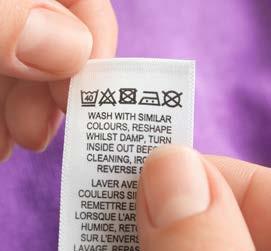 40
WASH WITH SIMILAR
COLOURS, RESHAPE
WHILST DAMP, TURN
INSIDE OUT
CLEANING,
REVERSE
LAVER
COULEURS
REMETTRE
LORSQUE
HUMIDE,
SUR L'ENVERS
LAVAGE,